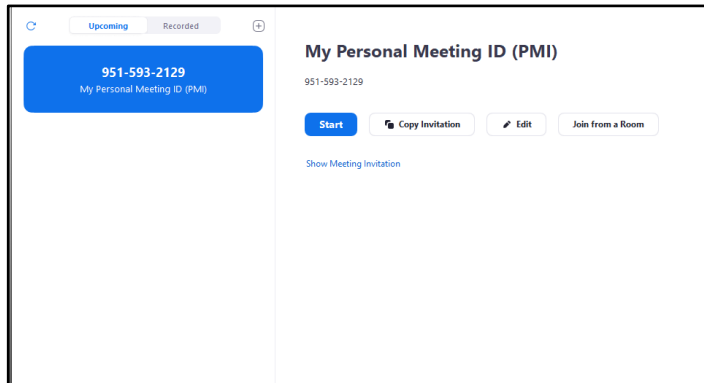 Upcoming
Recorded
951-593-2129
My Personal Meeting ID (PMI)
My Personal Meeting ID (PMI)
951-593-2129
Start
Copy Invitation
Edit
Join from a Room
Show Meeting Invitation